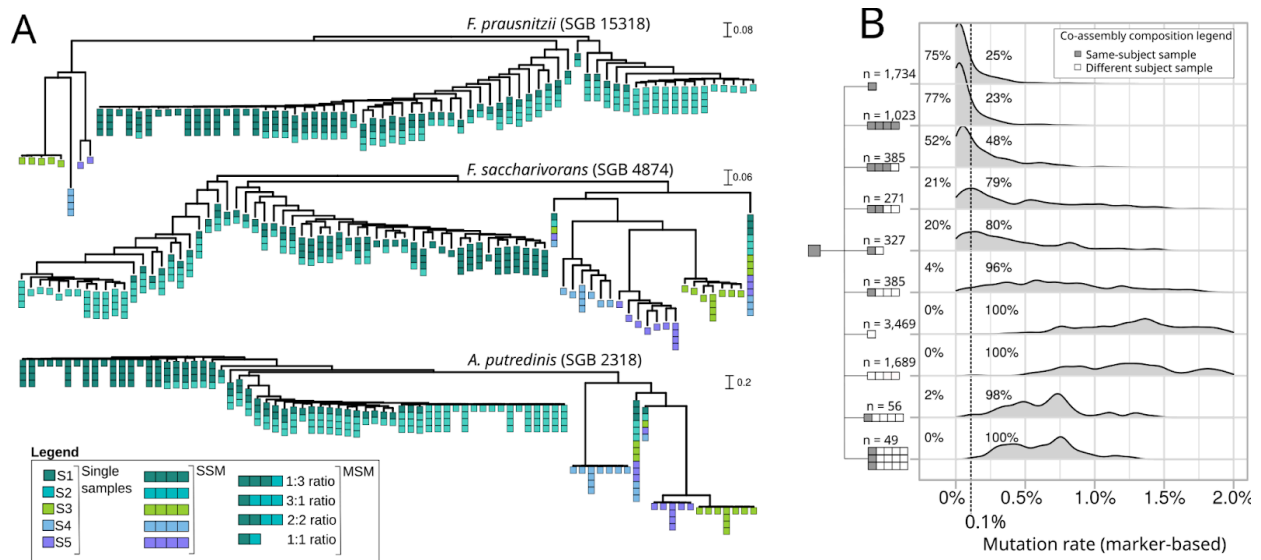 A
F. prausnitzii (SGB 15318)
0.08
F. saccharivorans (SGB 4874)
0.06
A. putredinis (SGB 2318)
0.2
Legend
S1
S2
S3
S4
S5
Single
samples
SSM
1:3 ratio
3:1 ratio
2:2 ratio
1:1 ratio
MSM
B
Co-assembly composition legend
Same-subject sample
Different subject sample
n = 1,734
75%
25%
n = 1,023
77%
23%
n = 385
52%
48%
n = 271
21%
79%
n = 327
20%
80%
n = 385
4%
96%
n = 3,469
0%
100%
n = 1,689
0%
100%
n = 56
2%
98%
n = 49
0%
100%
0%
0.5%
1.0%
1.5%
2.0%
0.1%
Mutation rate (marker-based)